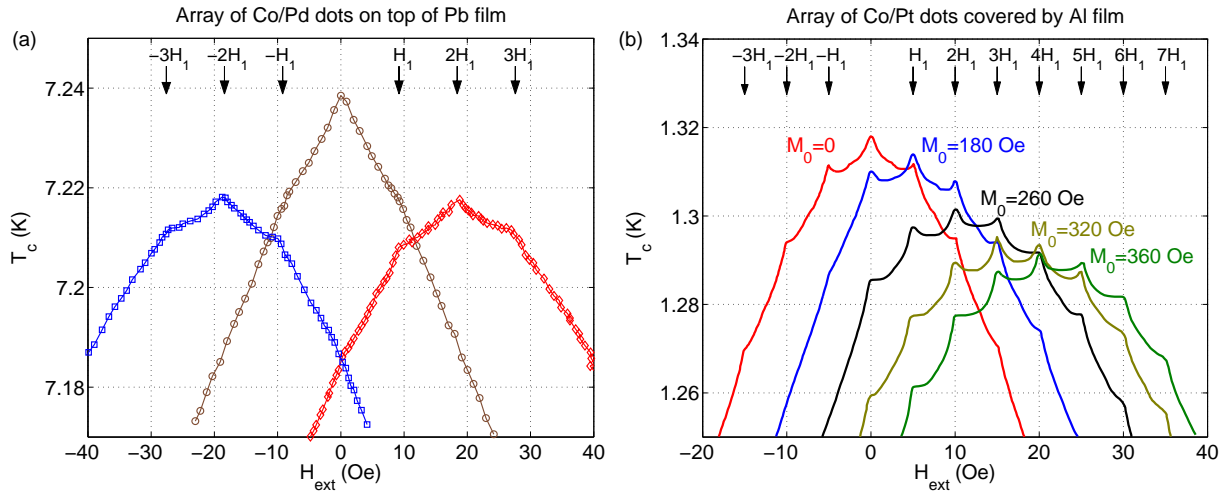 Array of Co/Pd dots on top of Pb film
(a)
−3H₁ −2H₁ −H₁ H₁ 2H₁ 3H₁
7.24
7.22
7.2
7.18
T_c (K)
−40 −30 −20 −10 0 10 20 30 40
H_ext (Oe)
Array of Co/Pt dots covered by Al film
(b)
−3H₁ −2H₁ −H₁ H₁ 2H₁ 3H₁ 4H₁ 5H₁ 6H₁ 7H₁
1.34
1.32
1.3
1.28
1.26
T_c (K)
M₀=0
M₀=180 Oe
M₀=260 Oe
M₀=320 Oe
M₀=360 Oe
−20 −10 0 10 20 30 40
H_ext (Oe)